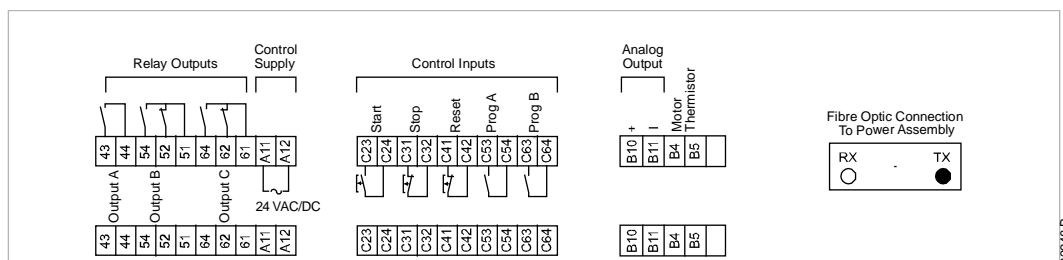 Relay Outputs
Control
Supply
Control Inputs
Analog
Output
Start
Stop
Reset
Prog A
Prog B
+
I
Motor
Thermistor
Fibre Optic Connection
To Power Assembly
RX
-
TX
43 44 54 52 51 64 62 61 A11 A12
C23 C24 C31 C32 C41 C42 C53 C54 C63 C64
B10 B11 B4 B5
Output A
Output B
Output C
24 VAC/DC
43 44 54 52 51 64 62 61 A11 A12
C23 C24 C31 C32 C41 C42 C53 C54 C63 C64
B10 B11 B4 B5